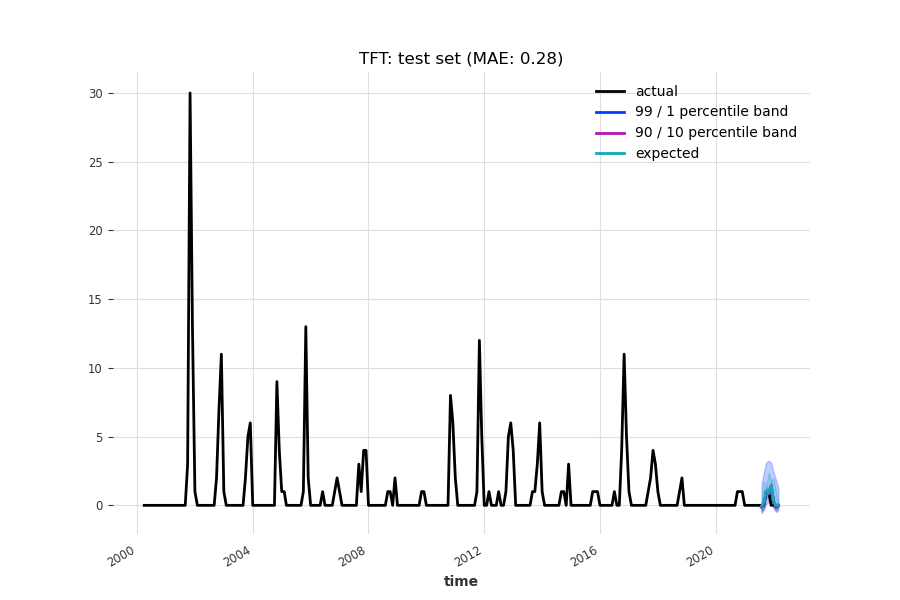 TFT: test set (MAE: 0.28)
actual
99 / 1 percentile band
90 / 10 percentile band
expected
30
25
20
15
10
5
0
2000
2004
2008
2012
2016
2020
time